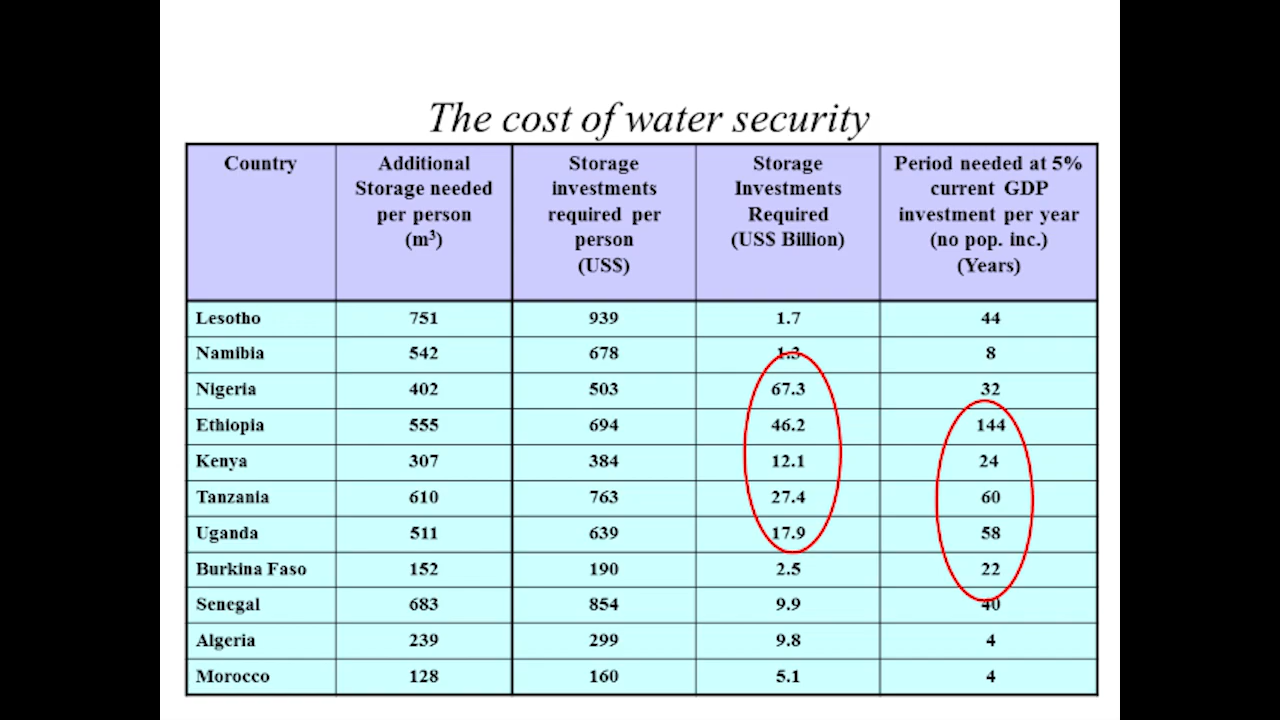 The cost of water security
Country
Additional
Storage needed
per person
(m³)
Storage
investments
required per
person
(US$)
Storage
Investments
Required
(US$ Billion)
Period needed at 5%
current GDP
investment per year
(no pop. inc.)
(Years)
Lesotho 751 939 1.7 44
Namibia 542 678 1.3 8
Nigeria 402 503 67.3 32
Ethiopia 555 694 46.2 144
Kenya 307 384 12.1 24
Tanzania 610 763 27.4 60
Uganda 511 639 17.9 58
Burkina Faso 152 190 2.5 22
Senegal 683 854 9.9 40
Algeria 239 299 9.8 4
Morocco 128 160 5.1 4